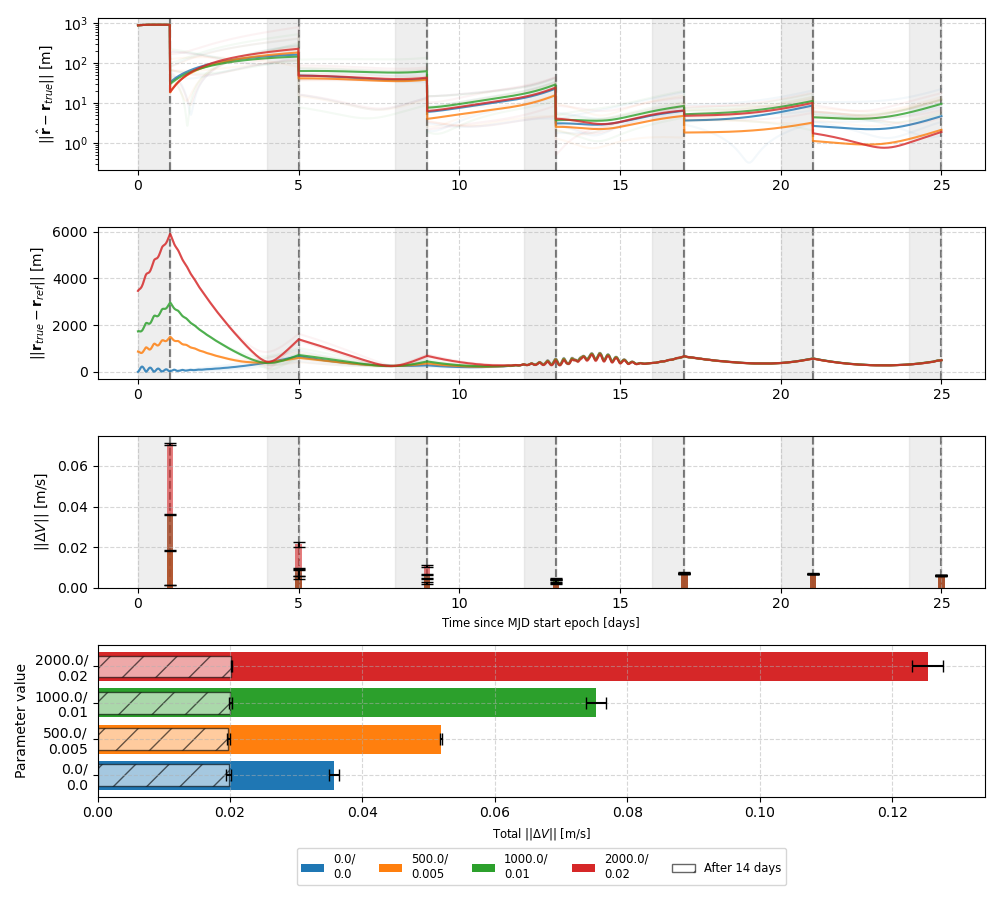 ||r̂ − r_true|| [m]
10³
10²
10¹
10⁰
0 5 10 15 20 25
||r_true − r_ref|| [m]
6000
4000
2000
0
0 5 10 15 20 25
||ΔV|| [m/s]
0.06
0.04
0.02
0.00
0 5 10 15 20 25
Time since MJD start epoch [days]
Parameter value
2000.0/
0.02
1000.0/
0.01
500.0/
0.005
0.0/
0.0
0.00 0.02 0.04 0.06 0.08 0.10 0.12
Total ||ΔV|| [m/s]
0.0/
0.0
500.0/
0.005
1000.0/
0.01
2000.0/
0.02
After 14 days